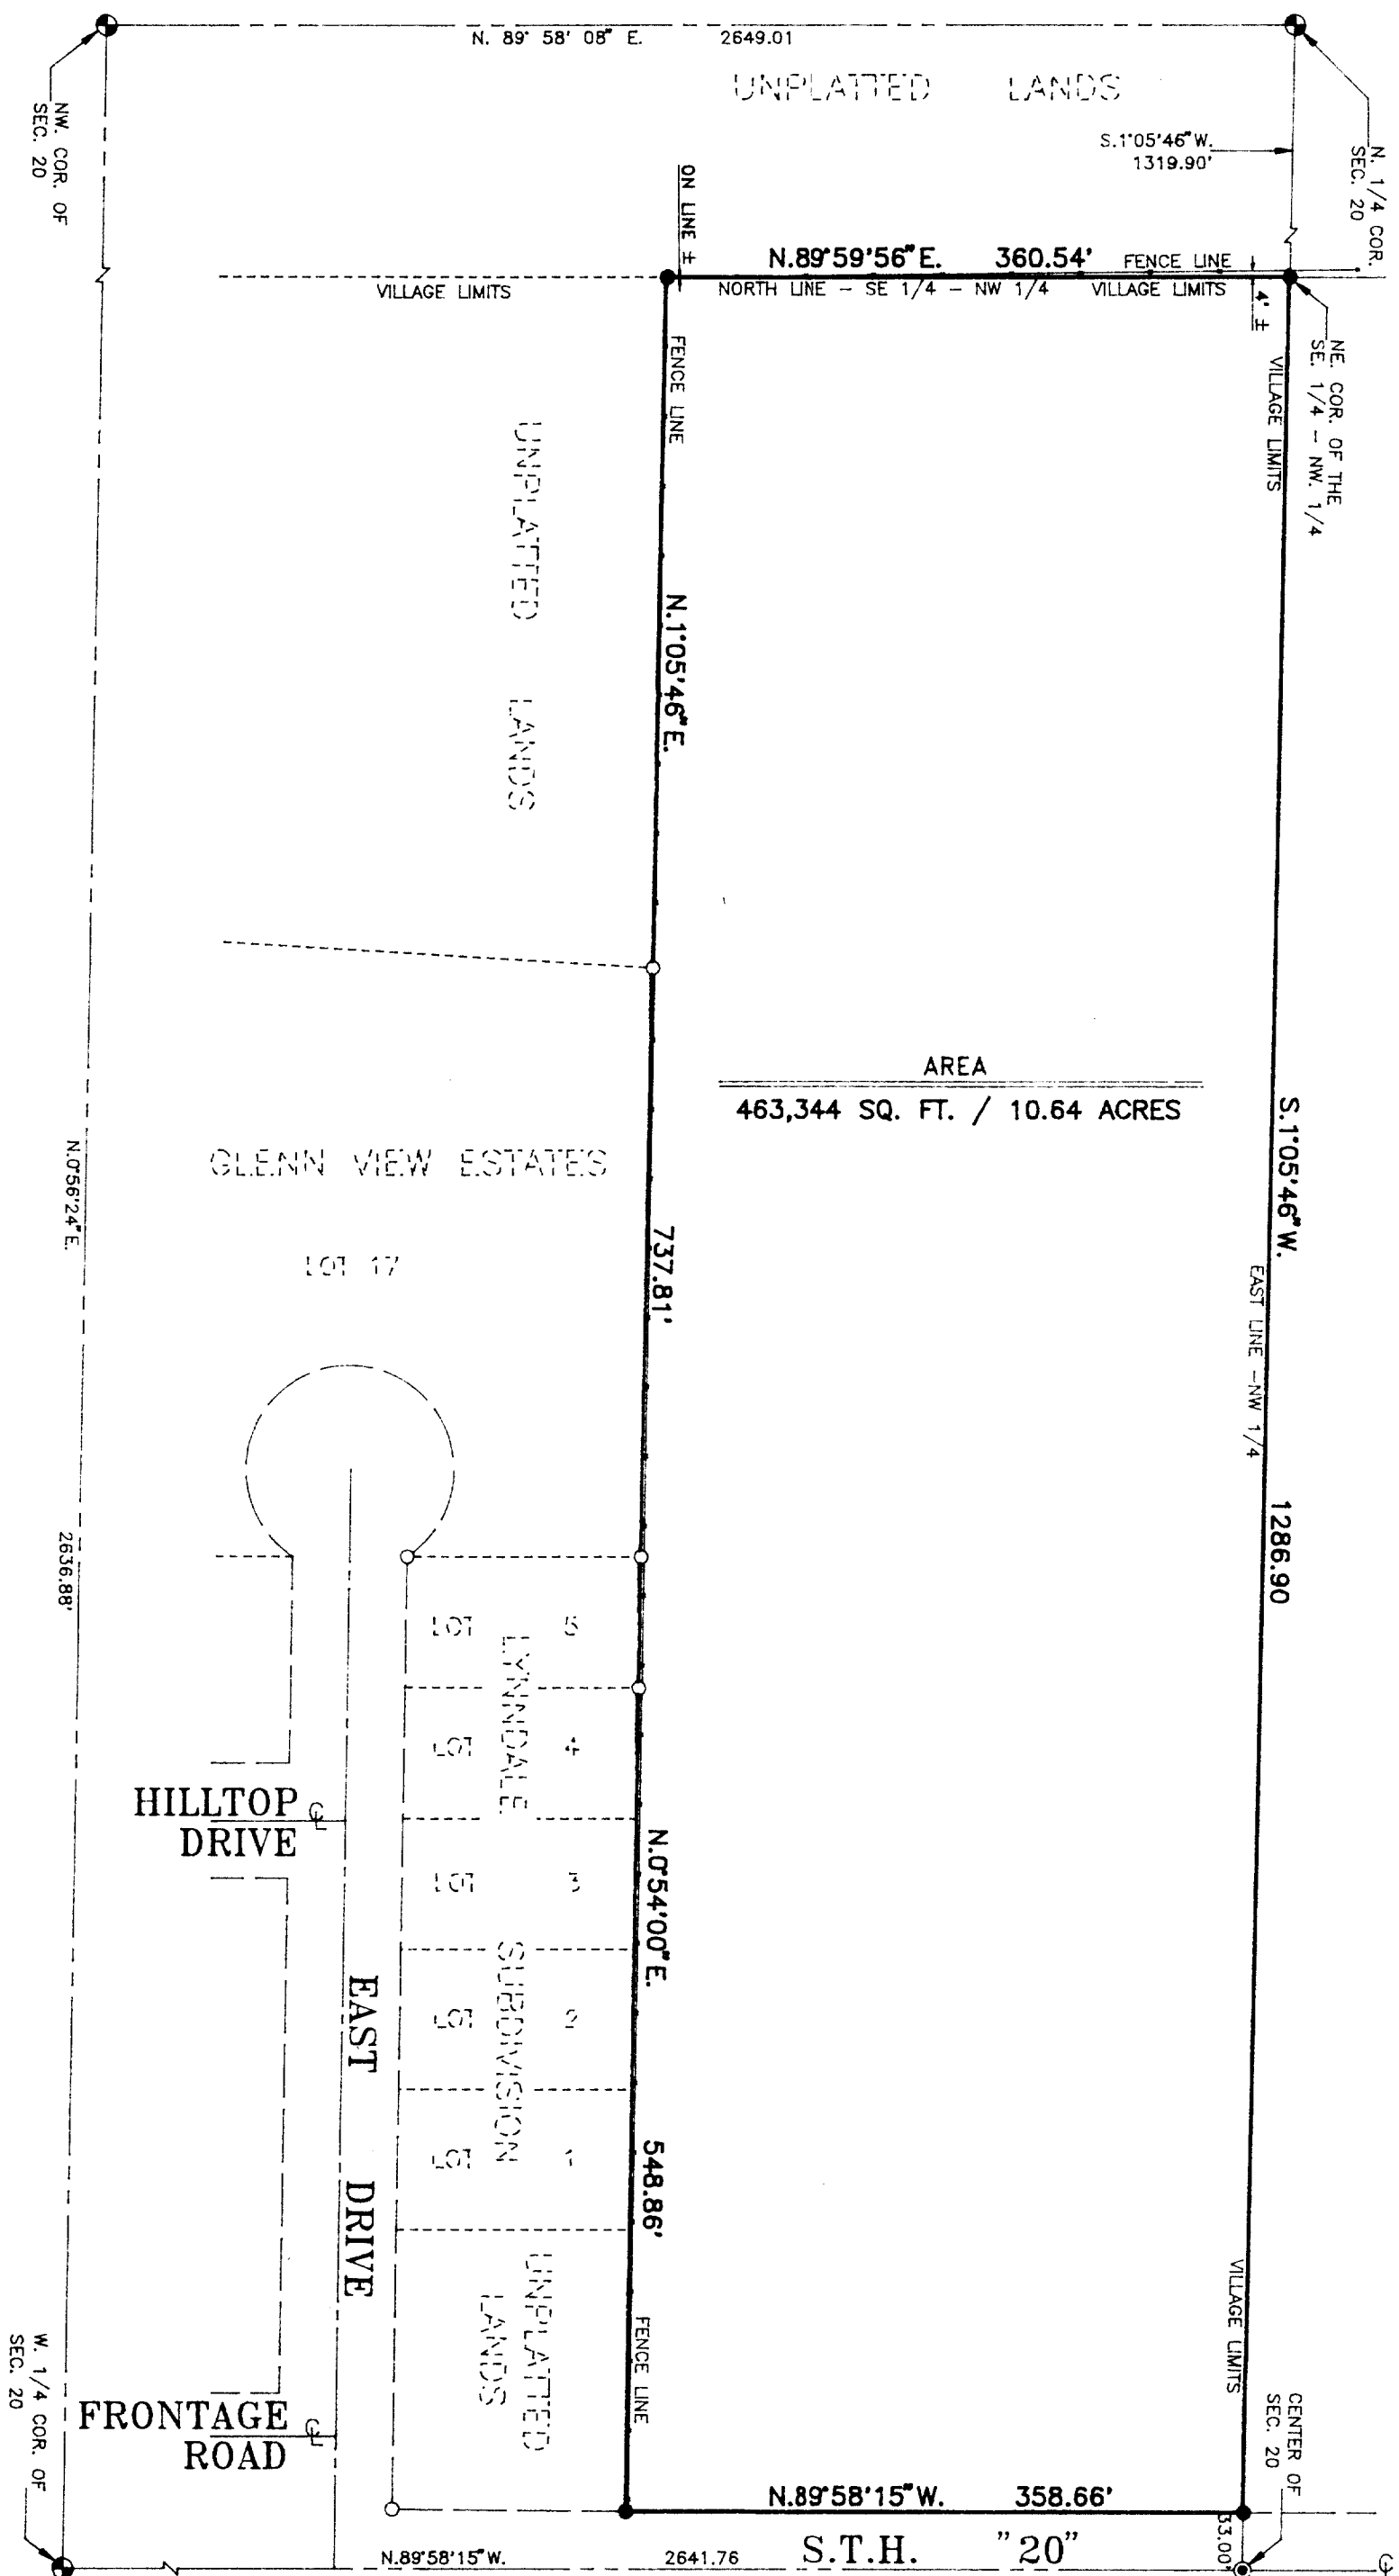 N. 89° 58' 08" E. 2649.01
UNPLATTED LANDS
N. 1/4 COR.
SEC. 20
S.1°05'46"W.
1319.90'
NW. COR. OF
SEC. 20
ON LINE ±
N.89°59'56"E. 360.54' FENCE LINE
VILLAGE LIMITS
NORTH LINE - SE 1/4 - NW 1/4 VILLAGE LIMITS
4' ±
NE. COR. OF THE
SE. 1/4 - NW. 1/4
VILLAGE LIMITS
FENCE LINE
UNPLATTED LANDS
N.1°05'46"E.
AREA
463,344 SQ. FT. / 10.64 ACRES
S.1°05'46"W.
N.0°56'24"E.
GLENN VIEW ESTATES
LOT 17
737.81'
EAST LINE -NW 1/4
1286.90
2636.88'
LOT 5
LYNNDALE
LOT 4
HILLTOP ℄
DRIVE
LOT 3
N.0°54'00"E.
SUBDIVISION
EAST DRIVE
LOT 2
LOT 1
548.86'
UNPLATTED
LANDS
FENCE LINE
VILLAGE LIMITS
W. 1/4 COR. OF
SEC. 20
FRONTAGE ℄
ROAD
CENTER OF
SEC. 20
N.89°58'15"W. 358.66'
33.00'
N.89°58'15"W. 2641.76
S.T.H. "20"
℄